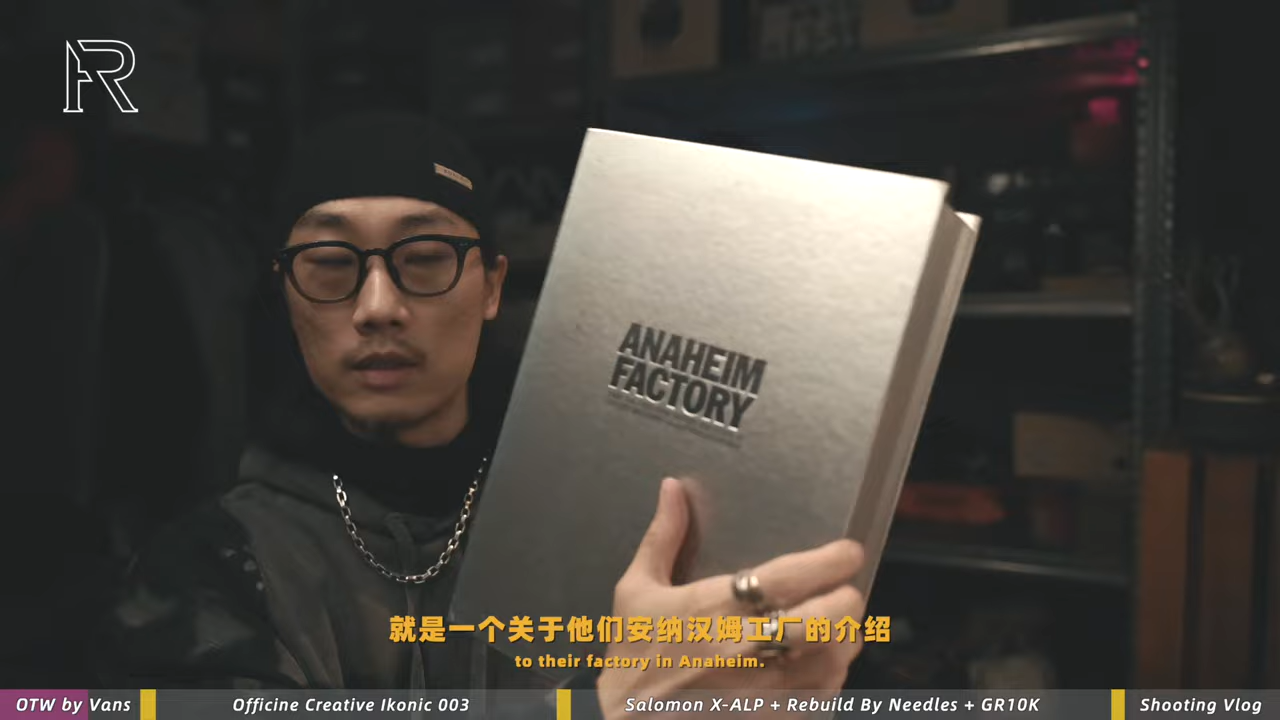 R
ANAHEIM
FACTORY
就是一个关于他们安纳汉姆工厂的介绍
to their factory in Anaheim.
OTW by Vans
Officine Creative Ikonic 003
Salomon X-ALP + Rebuild By Needles + GR10K
Shooting Vlog